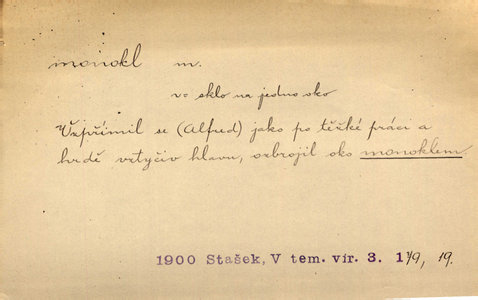 monokl m.
v: sklo na jedno oko
Vzpřímil se (Alfred) jako po těžké práci a
hrdě vztyčiv hlavu, ozbrojil oko monoklem.
1900 Stašek, V tem. vír. 3. 179, 19.